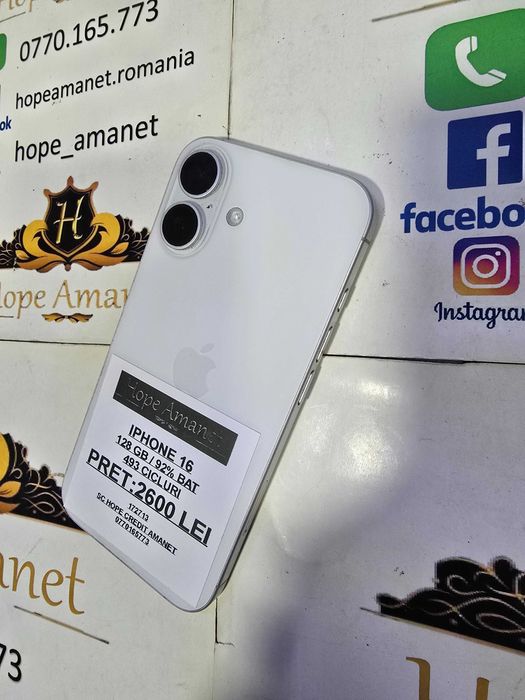 0770.165.773
hopeamanet.romania
hope_amanet
H
Hope Amanet
faceboo
Instagram
Hope Amanet
IPHONE 16
128 GB / 92% BAT
493 CICLURI
PRET:2600 LEI
172713
SC HOPE CREDIT AMANET
0770165773
anet
73